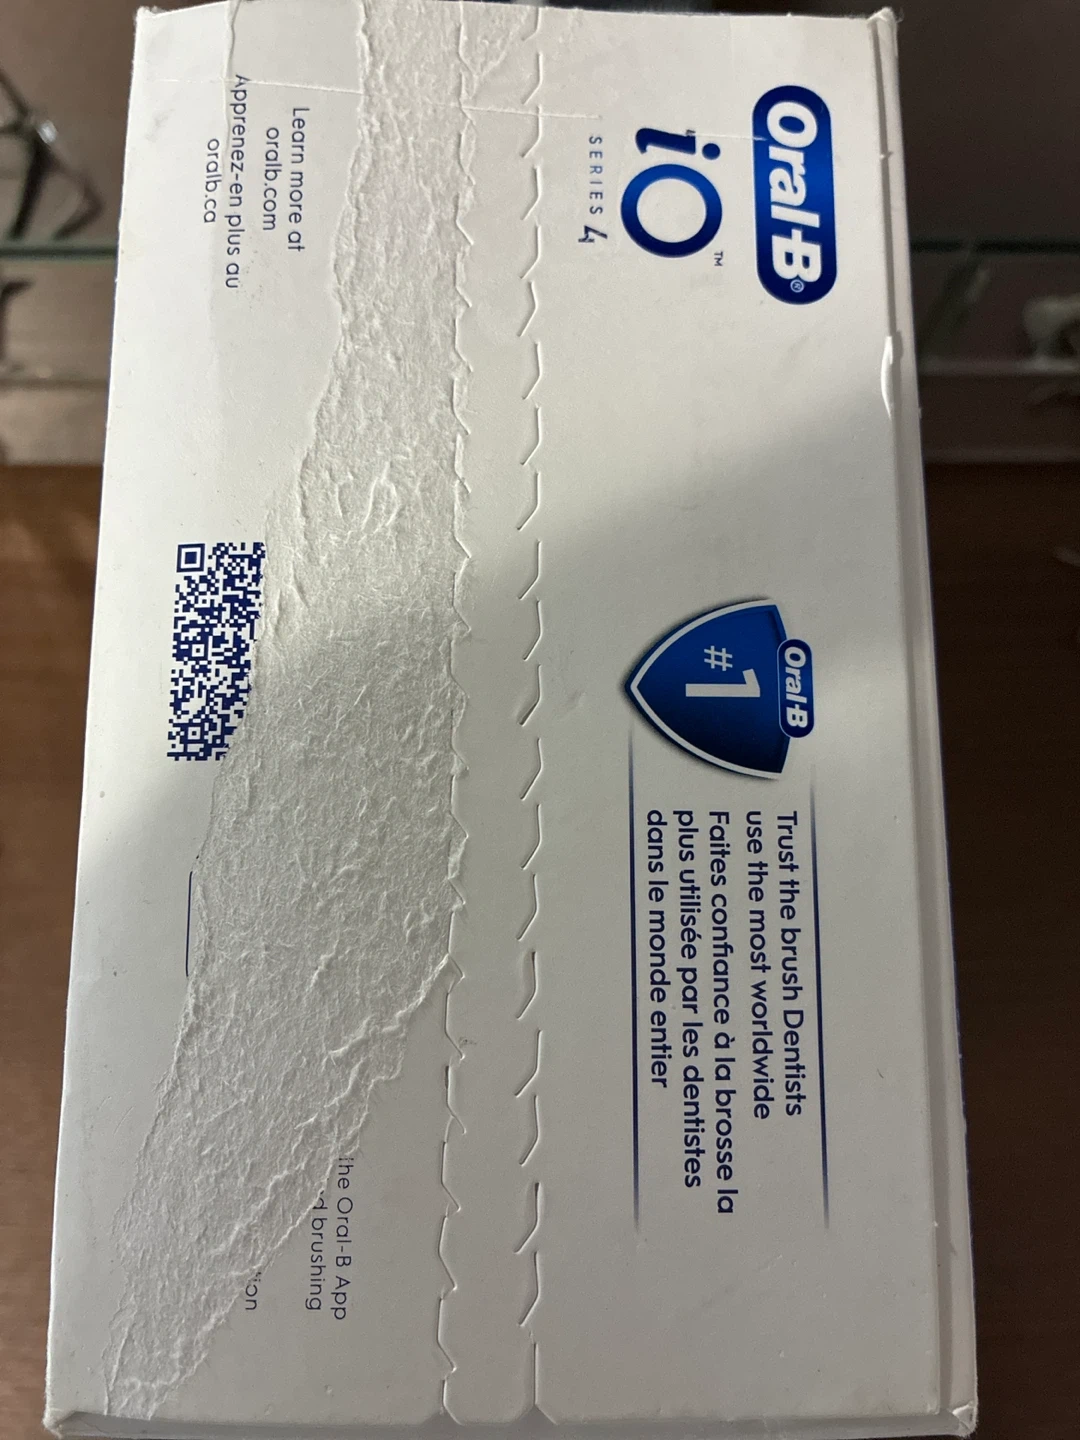 Oral-B®
iO™
SERIES 4
Oral-B
#1
Trust the brush Dentists
use the most worldwide
Faites confiance à la brosse la
plus utilisée par les dentistes
dans le monde entier
Learn more at
oralb.com
Apprenez-en plus au
oralb.ca
the Oral-B App
brushing